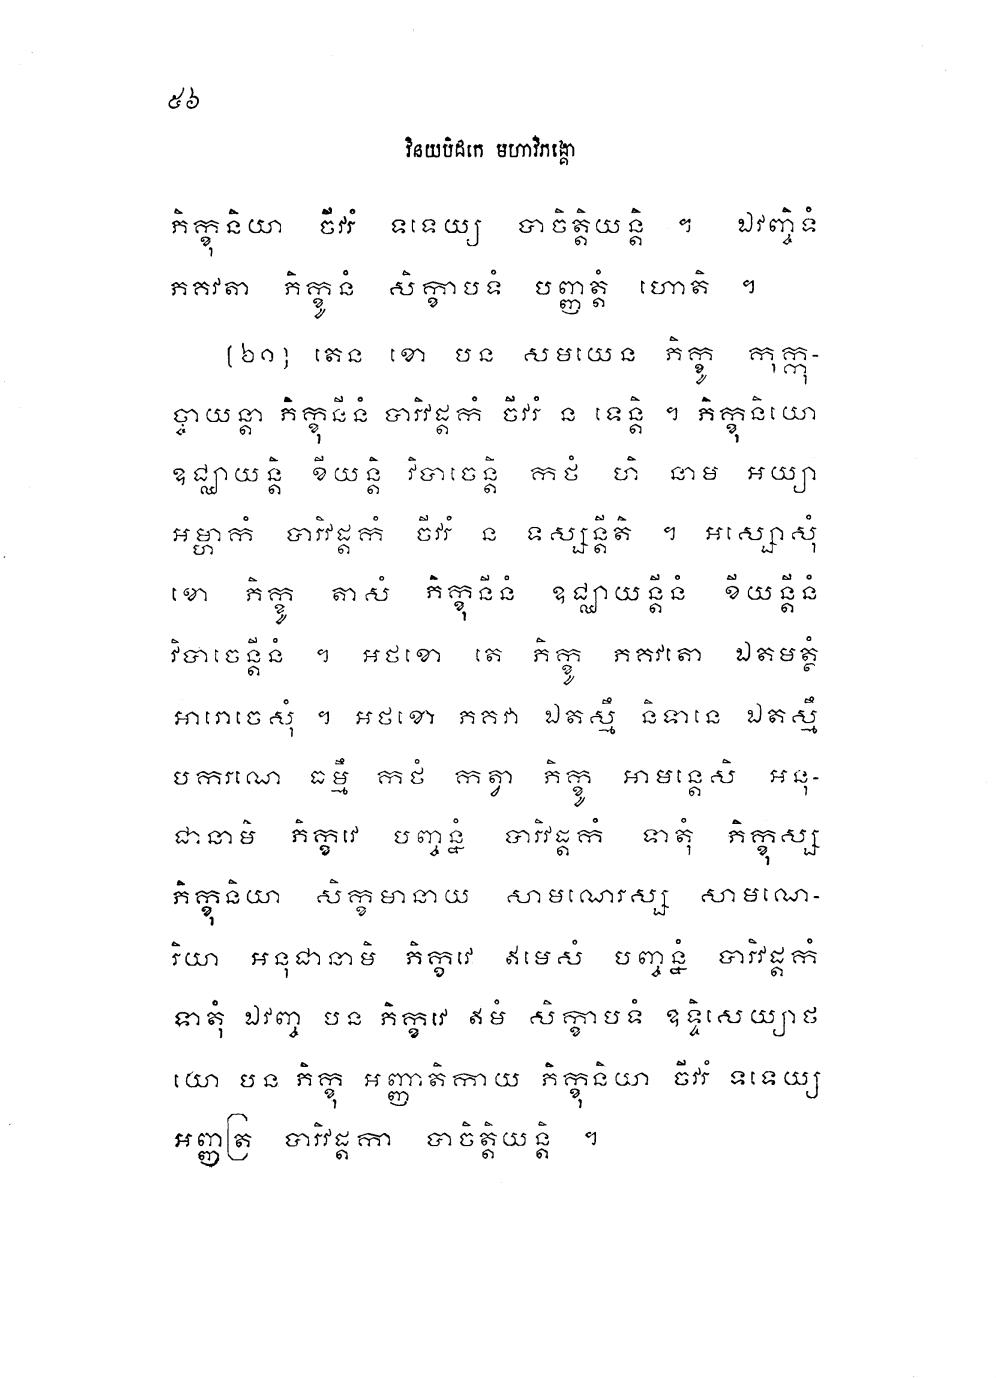 ៥៦
វិនយបិដកេ មហាវិភង្គោ
ភិក្ខុនិយា ចីវរំ ទទេយ្យ បាចិត្តិយន្តិ ។ ឯវញ្ចិទំ
ភគវតា ភិក្ខូនំ សិក្ខាបទំ បញ្ញត្តំ ហោតិ ។
(៦១) តេន ខោ បន សមយេន ភិក្ខូ កុក្កុ-
ច្ចាយន្តា ភិក្ខុនីនំ បារិវដ្តកំ ចីវរំ ន ទេន្តិ ។ ភិក្ខុនិយោ
ឧជ្ឈាយន្តិ ខីយន្តិ វិបាចេន្តិ កថំ ហិ នាម អយ្យា
អម្ហាកំ បារិវដ្តកំ ចីវរំ ន ទស្សន្តីតិ ។ អស្សោសុំ
ខោ ភិក្ខូ តាសំ ភិក្ខុនីនំ ឧជ្ឈាយន្តីនំ ខីយន្តីនំ
វិបាចេន្តីនំ ។ អថខោ តេ ភិក្ខូ ភគវតោ ឯតមត្ថំ
អារោចេសុំ ។ អថខោ ភគវា ឯតស្មឹ និទានេ ឯតស្មឹ
បករណេ ធម្មឹ កថំ កត្វា ភិក្ខូ អាមន្តេសិ អនុ-
ជានាមិ ភិក្ខវេ បញ្ចន្នំ បារិវដ្តកំ ទាតុំ ភិក្ខុស្ស
ភិក្ខុនិយា សិក្ខមានាយ សាមណេរស្ស សាមណេ-
រិយា អនុជានាមិ ភិក្ខវេ ឥមេសំ បញ្ចន្នំ បារិវដ្តកំ
ទាតុំ ឯវញ្ច បន ភិក្ខវេ ឥមំ សិក្ខាបទំ ឧទ្ទិសេយ្យាថ
យោ បន ភិក្ខុ អញ្ញាតិកាយ ភិក្ខុនិយា ចីវរំ ទទេយ្យ
អញ្ញត្រ បារិវដ្តកា បាចិត្តិយន្តិ ។